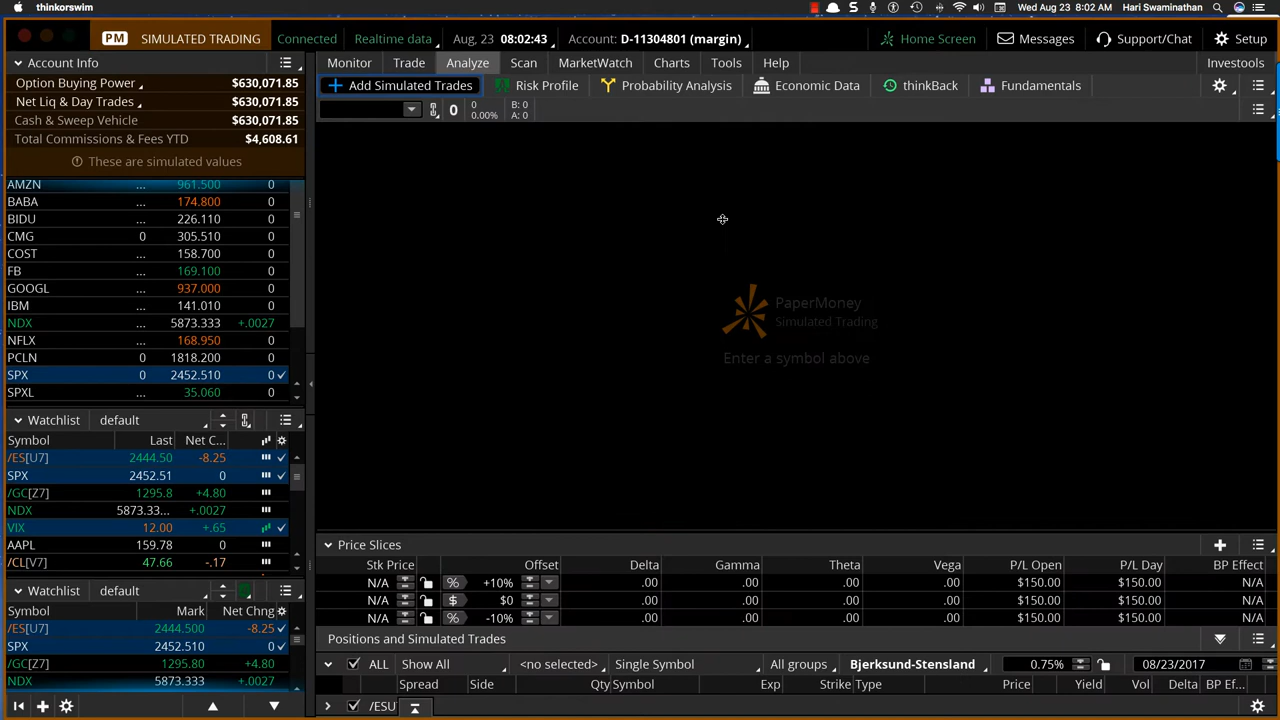 thinkorswim Wed Aug 23 8:02 AM Hari Swaminathan
PM SIMULATED TRADING Connected Realtime data Aug, 23 08:02:43 Account: D-11304801 (margin) Home Screen Messages Support/Chat Setup
Account Info
Monitor Trade Analyze Scan MarketWatch Charts Tools Help Investools
Option Buying Power $630,071.85
Net Liq & Day Trades $630,071.85
Cash & Sweep Vehicle $630,071.85
Total Commissions & Fees YTD $4,608.61
These are simulated values
+ Add Simulated Trades Risk Profile Probability Analysis Economic Data thinkBack Fundamentals
0 0 B: 0
0.00% A: 0
AMZN ... 961.500 0
BABA ... 174.800 0
BIDU ... 226.110 0
CMG 0 305.510 0
COST ... 158.700 0
FB ... 169.100 0
GOOGL ... 937.000 0
IBM ... 141.010 0
NDX ... 5873.333 +.0027
NFLX ... 168.950 0
PCLN 0 1818.200 0
SPX 0 2452.510 0
SPXL ... 35.060 0
PaperMoney
Simulated Trading
Enter a symbol above
Watchlist default
Symbol Last Net C...
/ES[U7] 2444.50 -8.25
SPX 2452.51 0
/GC[Z7] 1295.8 +4.80
NDX 5873.33... +.0027
VIX 12.00 +.65
AAPL 159.78 0
/CL[V7] 47.66 -.17
Watchlist default
Symbol Mark Net Chng
/ES[U7] 2444.500 -8.25
SPX 2452.510 0
/GC[Z7] 1295.80 +4.80
NDX 5873.333 +.0027
Price Slices
Stk Price Offset Delta Gamma Theta Vega P/L Open P/L Day BP Effect
N/A % +10% .00 .00 .00 .00 $150.00 $150.00 N/A
N/A $ $0 .00 .00 .00 .00 $150.00 $150.00 N/A
N/A % -10% .00 .00 .00 .00 $150.00 $150.00 N/A
Positions and Simulated Trades
ALL Show All <no selected> Single Symbol All groups Bjerksund-Stensland 0.75% 08/23/2017
Spread Side Qty Symbol Exp Strike Type Price Yield Vol Delta BP Ef...
/ESU